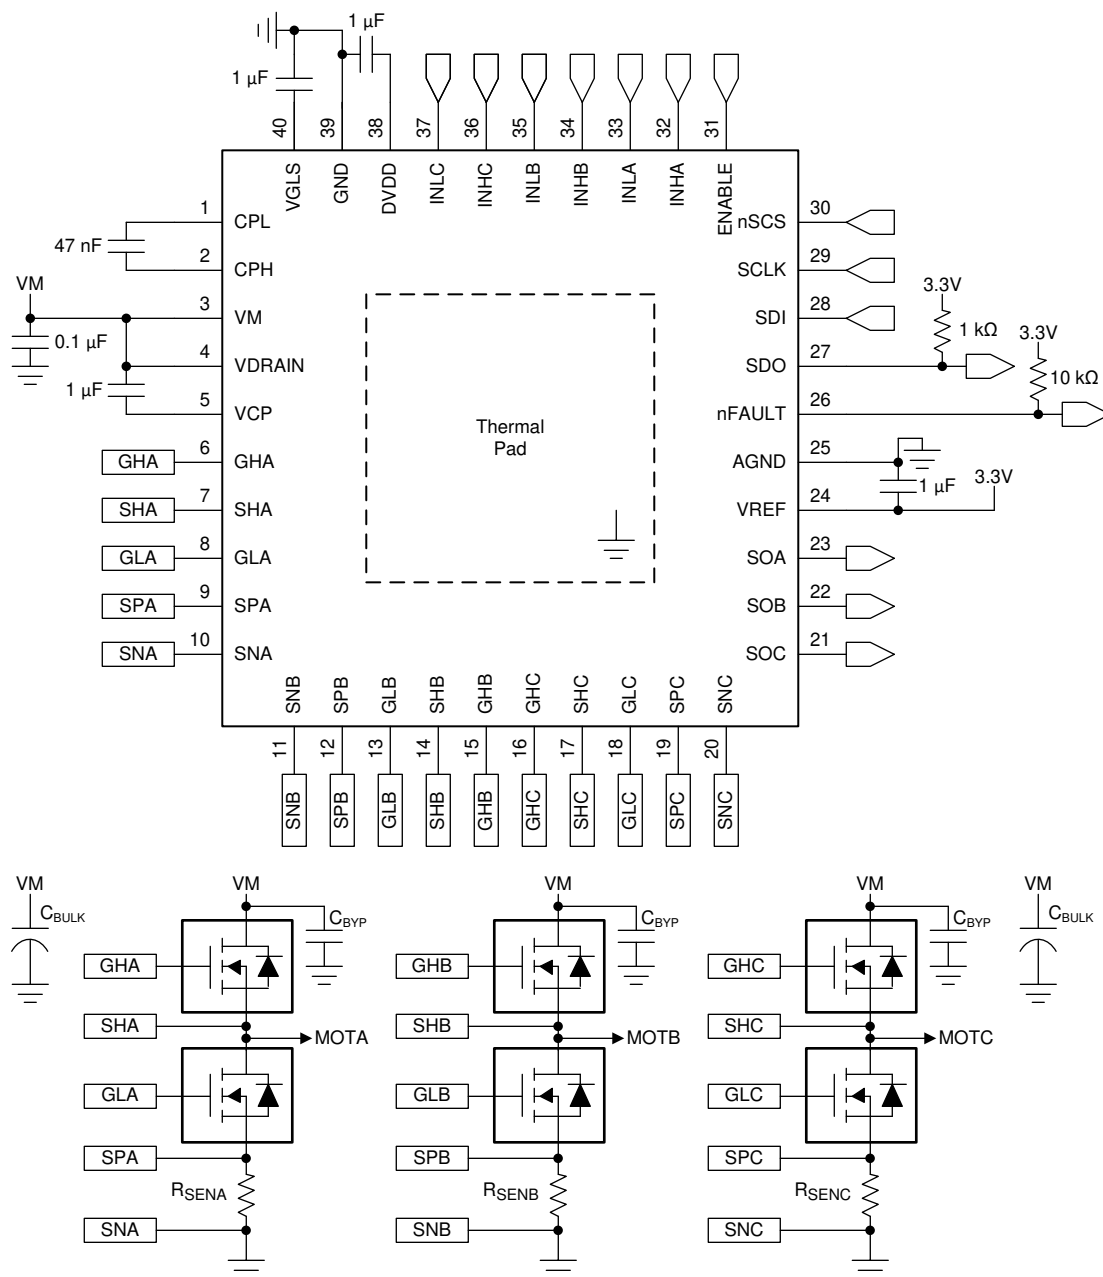 1 µF
1 µF
40 39 38 37 36 35 34 33 32 31
VGLS GND DVDD INLC INHC INLB INHB INLA INHA ENABLE
1 CPL
47 nF
2 CPH
VM
3 VM
0.1 µF
4 VDRAIN
1 µF
5 VCP
GHA 6 GHA
SHA 7 SHA
GLA 8 GLA
SPA 9 SPA
SNA 10 SNA
Thermal
Pad
nSCS 30
SCLK 29
3.3V
SDI 28
1 kΩ
3.3V
SDO 27
10 kΩ
nFAULT 26
AGND 25
1 µF
3.3V
VREF 24
SOA 23
SOB 22
SOC 21
SNB SPB GLB SHB GHB GHC SHC GLC SPC SNC
11 12 13 14 15 16 17 18 19 20
SNB SPB GLB SHB GHB GHC SHC GLC SPC SNC
VM VM VM VM VM
CBULK CBYP CBYP CBYP CBULK
GHA GHB GHC
SHA MOTA SHB MOTB SHC MOTC
GLA GLB GLC
SPA SPB SPC
RSENA RSENB RSENC
SNA SNB SNC